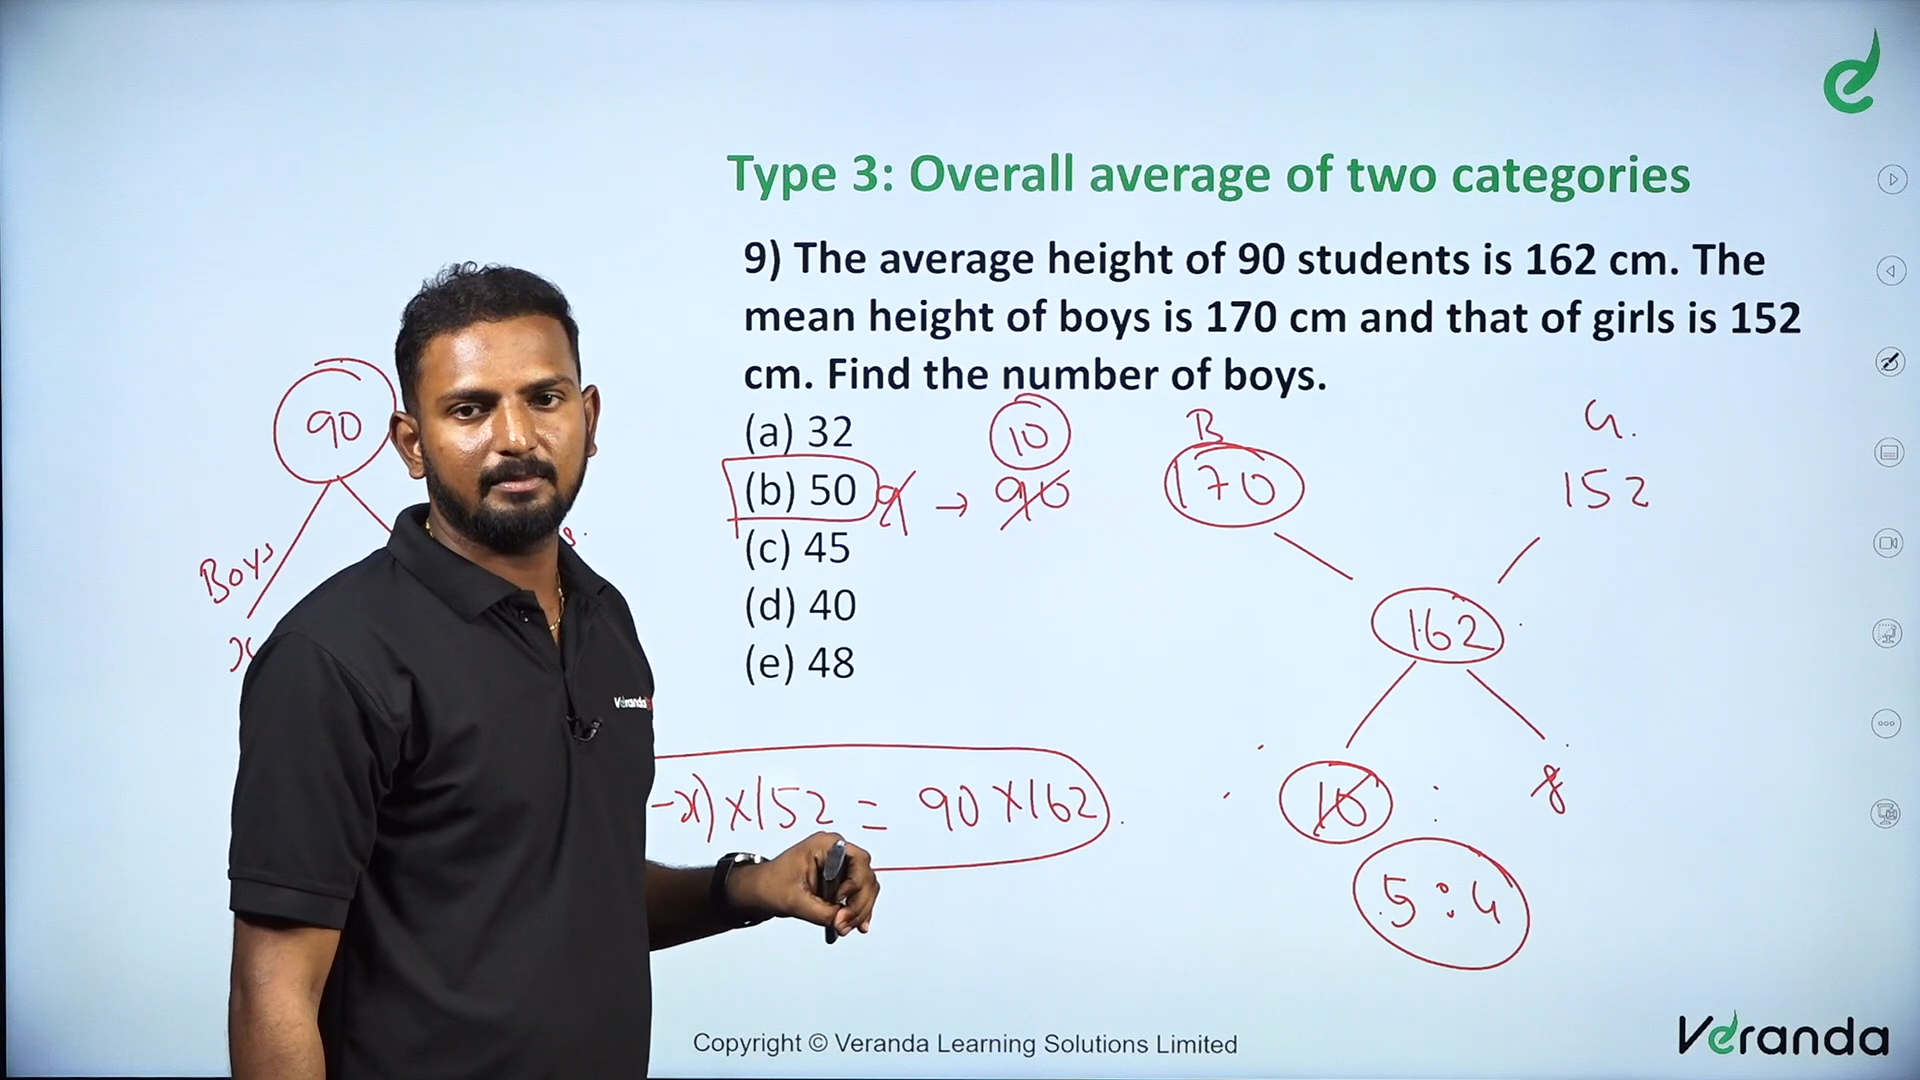 Type 3: Overall average of two categories
9) The average height of 90 students is 162 cm. The
mean height of boys is 170 cm and that of girls is 152
cm. Find the number of boys.
(a) 32
(b) 50
(c) 45
(d) 40
(e) 48
90
Boys
x
9 → 90
10
B
170
G.
152
162
10 : 8
5 : 4
-x) x 152 = 90 x 162
Veranda
Copyright © Veranda Learning Solutions Limited
Veranda